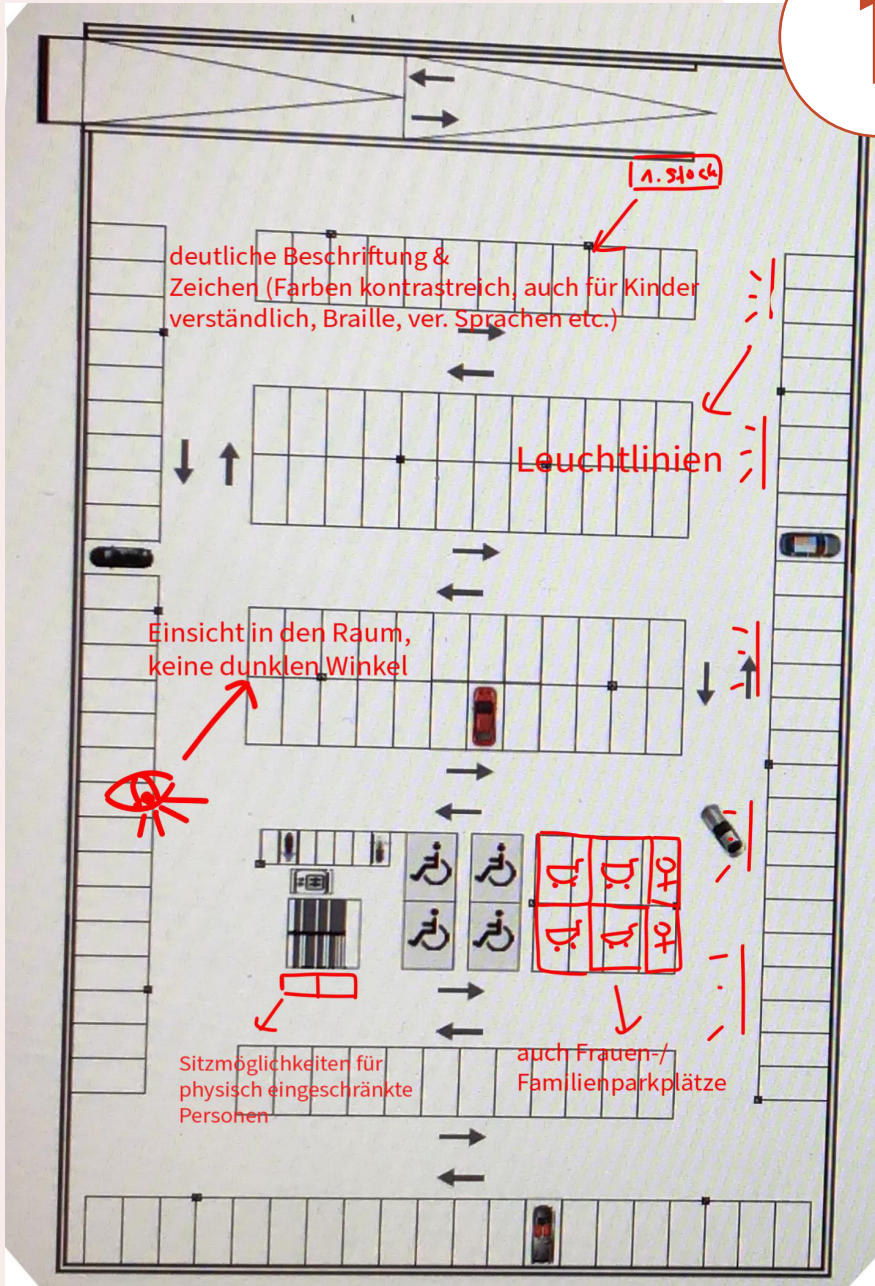 1
1. Stock
deutliche Beschriftung &
Zeichen (Farben kontrastreich, auch für Kinder
verständlich, Braille, ver. Sprachen etc.)
Leuchtlinien
Einsicht in den Raum,
keine dunklen Winkel
Sitzmöglichkeiten für
physisch eingeschränkte
Personen
auch Frauen-/
Familienparkplätze